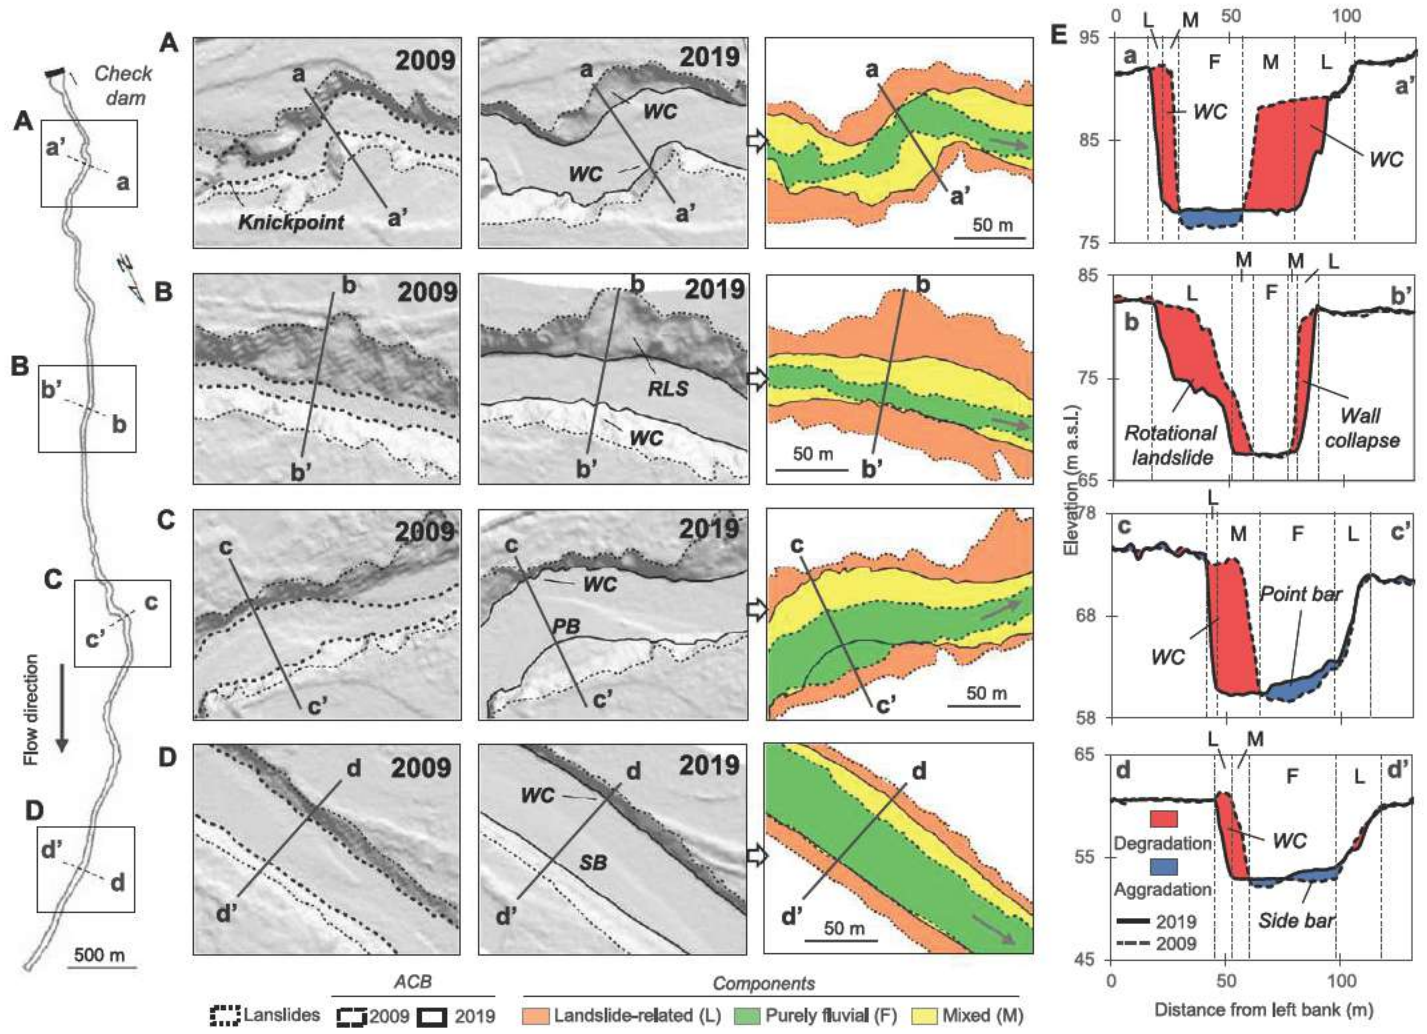 Check
dam
A
a'
a
N
B
b'
b
C
c
c'
Flow direction
D
d'
d
500 m
A
2009
a
Knickpoint
a'
2019
a
WC
WC
a'
a
a'
50 m
B
b
2009
b'
b
2019
RLS
WC
b'
b
50 m
b'
C
2009
c
c'
2019
c
WC
PB
c'
c
c'
50 m
D
d
2009
d'
d
2019
WC
SB
d'
d
d'
50 m
E
0 L M 50 100
95
a F M L a'
WC
85
WC
75
M M L
85
b L F b'
75
Rotational
landslide
Wall
collapse
65
L
78
c M F L c'
Point bar
68
WC
58
L M
65
d F L d'
Degradation
WC
55
Aggradation
2019
Side bar
2009
45
0 50 100
Distance from left bank (m)
Elevation (m a.s.l.)
ACB
Components
Lanslides 2009 2019 Landslide-related (L) Purely fluvial (F) Mixed (M)